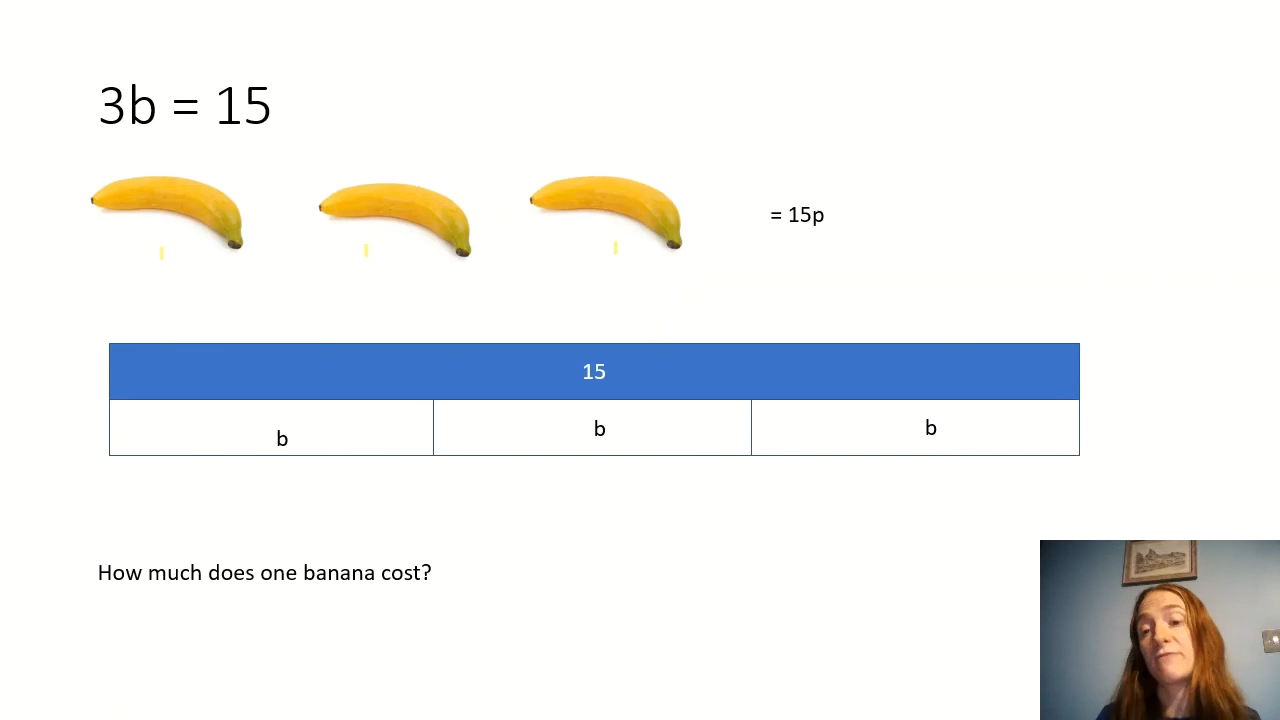 3b = 15
= 15p
15
b b b
How much does one banana cost?